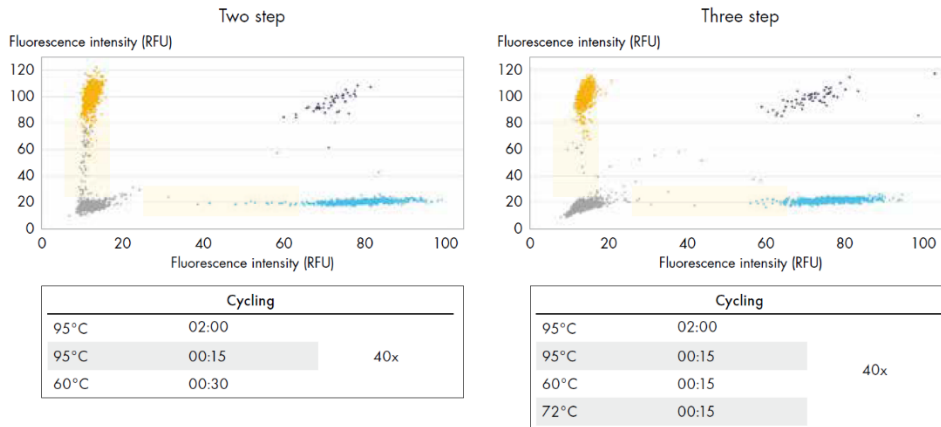 Two step
Fluorescence intensity (RFU)
120
100
80
60
40
20
0
0 20 40 60 80 100
Fluorescence intensity (RFU)
Cycling
95°C 02:00
95°C 00:15 40x
60°C 00:30
Three step
Fluorescence intensity (RFU)
120
100
80
60
40
20
0
0 20 40 60 80 100
Fluorescence intensity (RFU)
Cycling
95°C 02:00
95°C 00:15
40x
60°C 00:15
72°C 00:15